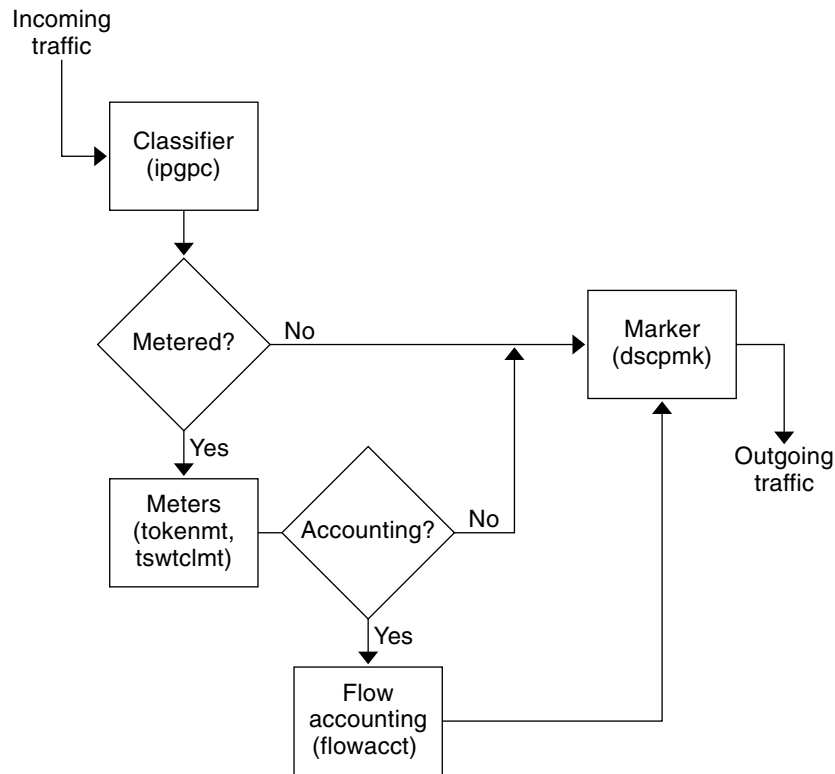 Incoming
traffic
Classifier
(ipgpc)
Metered?
No
Marker
(dscpmk)
Yes
Outgoing
traffic
Meters
(tokenmt,
tswtclmt)
Accounting?
No
Yes
Flow
accounting
(flowacct)